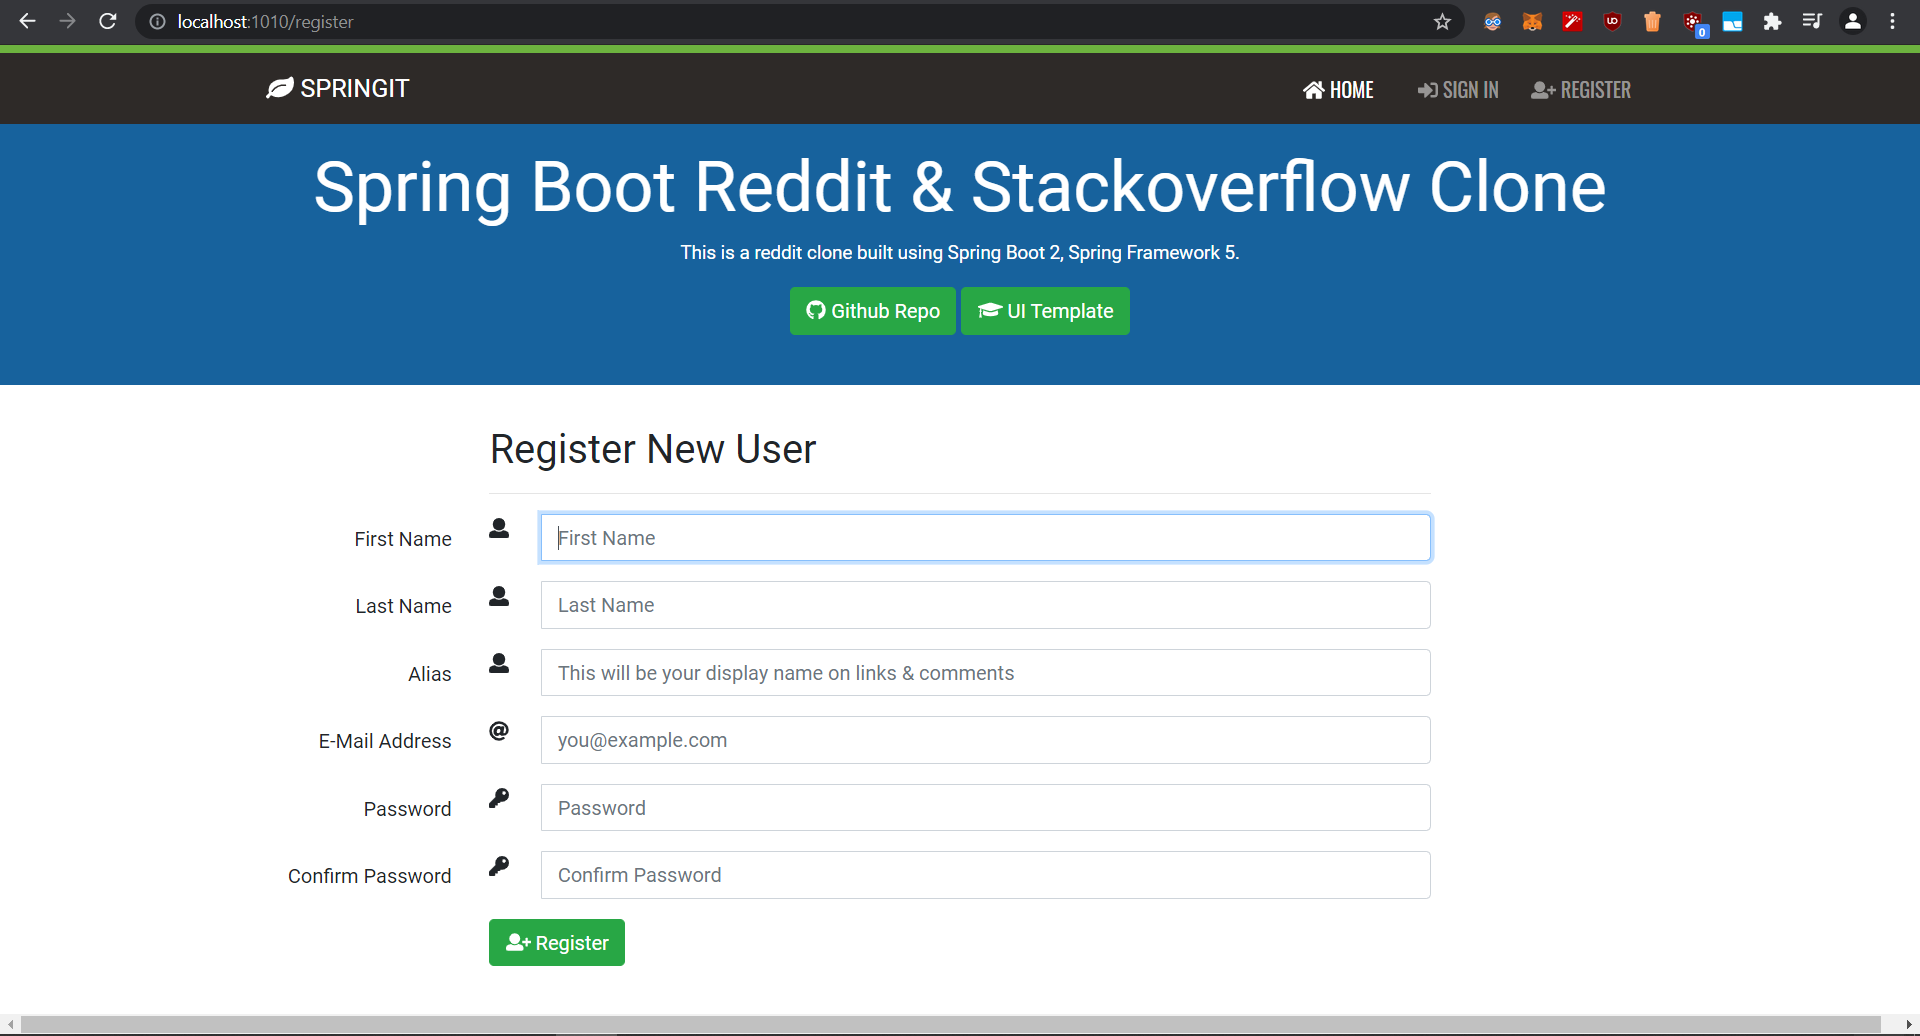 localhost:1010/register
0
SPRINGIT
HOME
SIGN IN
REGISTER
Spring Boot Reddit & Stackoverflow Clone
This is a reddit clone built using Spring Boot 2, Spring Framework 5.
Github Repo
UI Template
Register New User
First Name
First Name
Last Name
Last Name
Alias
This will be your display name on links & comments
E-Mail Address
@
you@example.com
Password
Password
Confirm Password
Confirm Password
Register